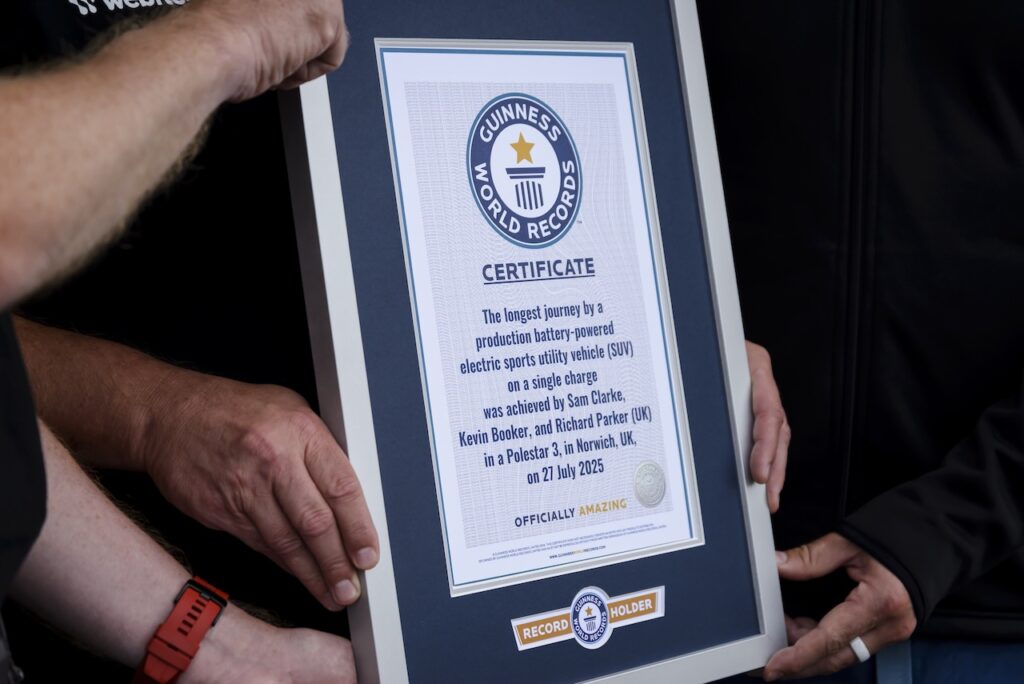 GUINNESS
WORLD RECORDS
CERTIFICATE
The longest journey by a
production battery-powered
electric sports utility vehicle (SUV)
on a single charge
was achieved by Sam Clarke,
Kevin Booker, and Richard Parker (UK)
in a Polestar 3, in Norwich, UK,
on 27 July 2025
OFFICIALLY AMAZING
RECORD HOLDER
GUINNESS
WORLD RECORDS